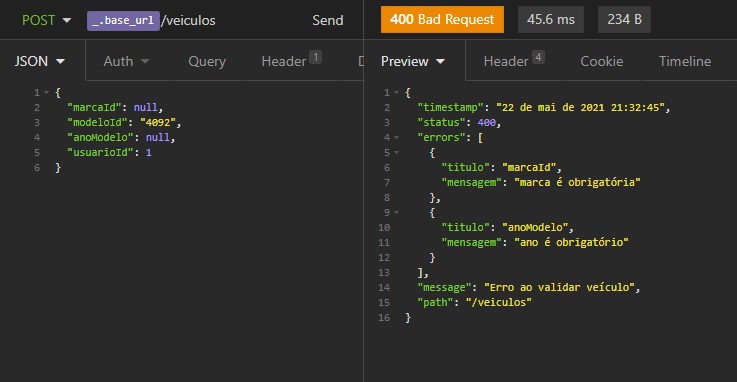 POST _.base_url/veiculos Send 400 Bad Request 45.6 ms 234 B
JSON Auth Query Header 1 Preview Header 4 Cookie Timeline
1 {
2 "marcaId": null,
3 "modeloId": "4092",
4 "anoModelo": null,
5 "usuarioId": 1
6 }
1 {
2 "timestamp": "22 de mai de 2021 21:32:45",
3 "status": 400,
4 "errors": [
5 {
6 "titulo": "marcaId",
7 "mensagem": "marca é obrigatória"
8 },
9 {
10 "titulo": "anoModelo",
11 "mensagem": "ano é obrigatório"
12 }
13 ],
14 "message": "Erro ao validar veículo",
15 "path": "/veiculos"
16 }